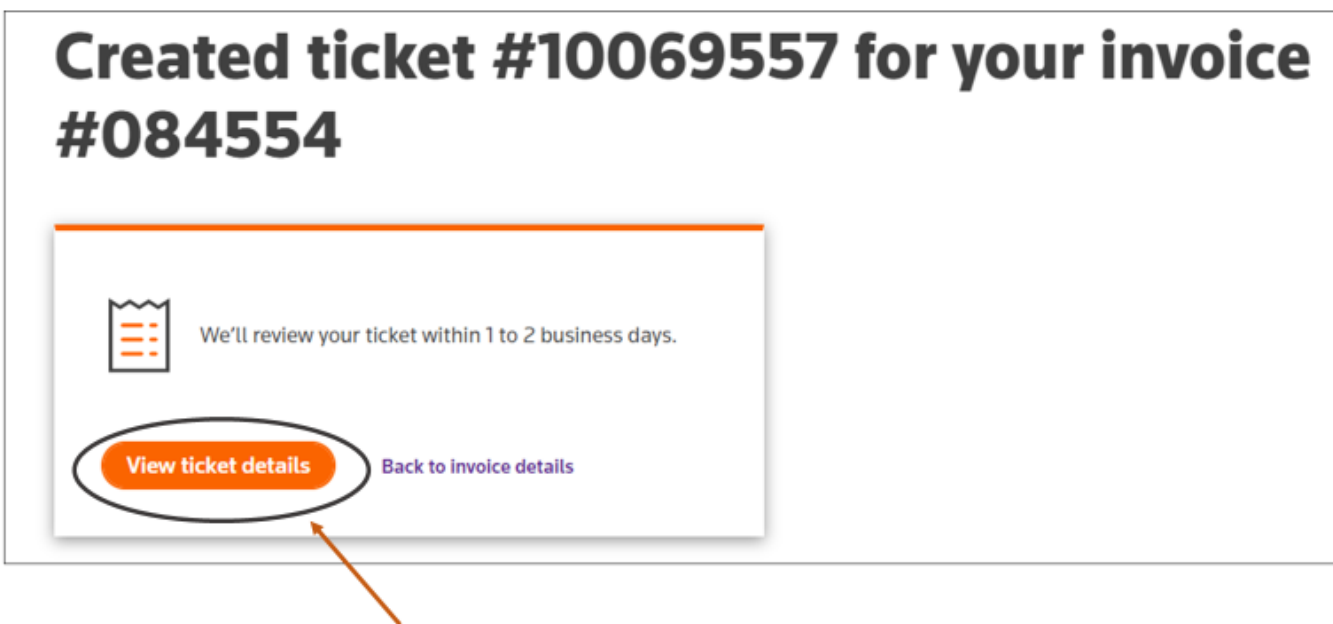 Created ticket #10069557 for your invoice
#084554
We'll review your ticket within 1 to 2 business days.
View ticket details
Back to invoice details